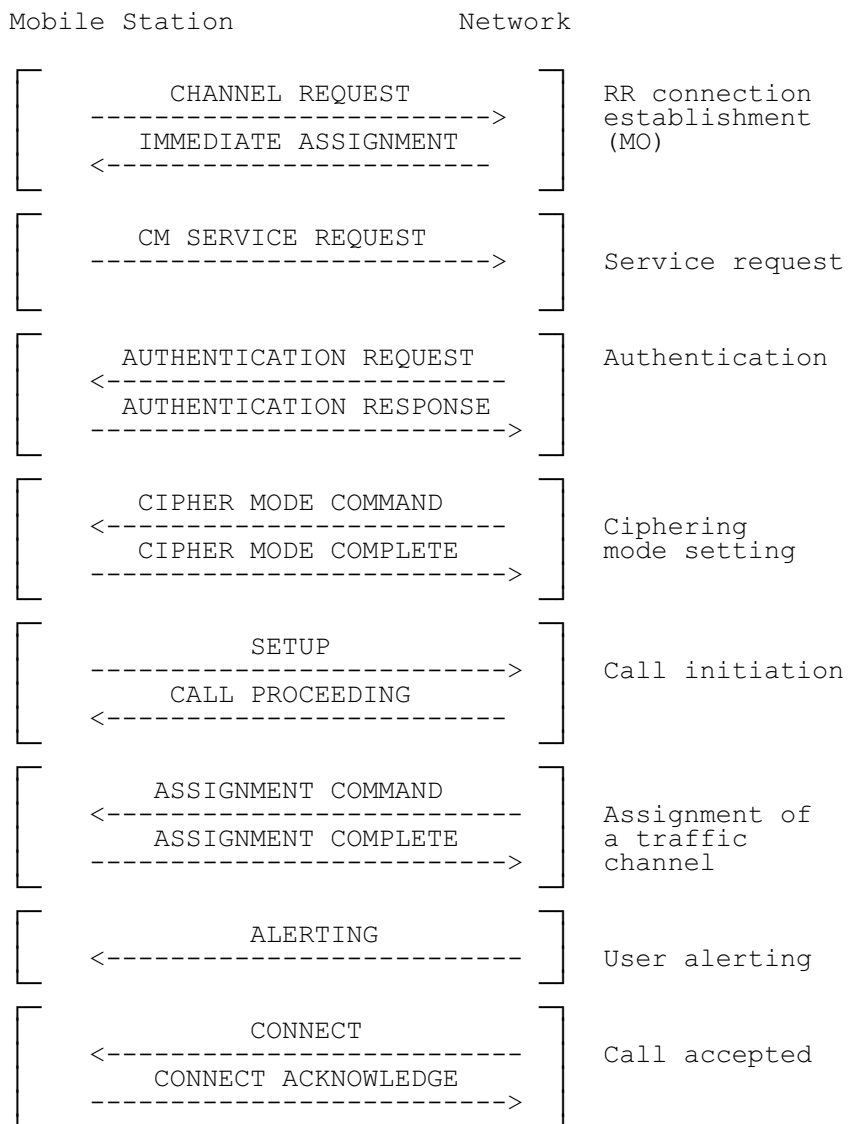 Mobile Station Network
CHANNEL REQUEST RR connection
------------------------> establishment
IMMEDIATE ASSIGNMENT (MO)
<------------------------
CM SERVICE REQUEST
-------------------------> Service request
AUTHENTICATION REQUEST Authentication
<-------------------------
AUTHENTICATION RESPONSE
-------------------------->
CIPHER MODE COMMAND
<------------------------- Ciphering
CIPHER MODE COMPLETE mode setting
-------------------------->
SETUP
--------------------------> Call initiation
CALL PROCEEDING
<-------------------------
ASSIGNMENT COMMAND
<-------------------------- Assignment of
ASSIGNMENT COMPLETE a traffic
--------------------------> channel
ALERTING
<-------------------------- User alerting
CONNECT
<-------------------------- Call accepted
CONNECT ACKNOWLEDGE
-------------------------->